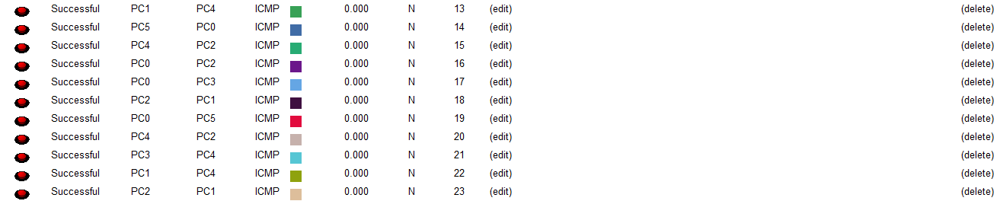 Successful PC1 PC4 ICMP 0.000 N 13 (edit) (delete)
Successful PC5 PC0 ICMP 0.000 N 14 (edit) (delete)
Successful PC4 PC2 ICMP 0.000 N 15 (edit) (delete)
Successful PC0 PC2 ICMP 0.000 N 16 (edit) (delete)
Successful PC0 PC3 ICMP 0.000 N 17 (edit) (delete)
Successful PC2 PC1 ICMP 0.000 N 18 (edit) (delete)
Successful PC0 PC5 ICMP 0.000 N 19 (edit) (delete)
Successful PC4 PC2 ICMP 0.000 N 20 (edit) (delete)
Successful PC3 PC4 ICMP 0.000 N 21 (edit) (delete)
Successful PC1 PC4 ICMP 0.000 N 22 (edit) (delete)
Successful PC2 PC1 ICMP 0.000 N 23 (edit) (delete)